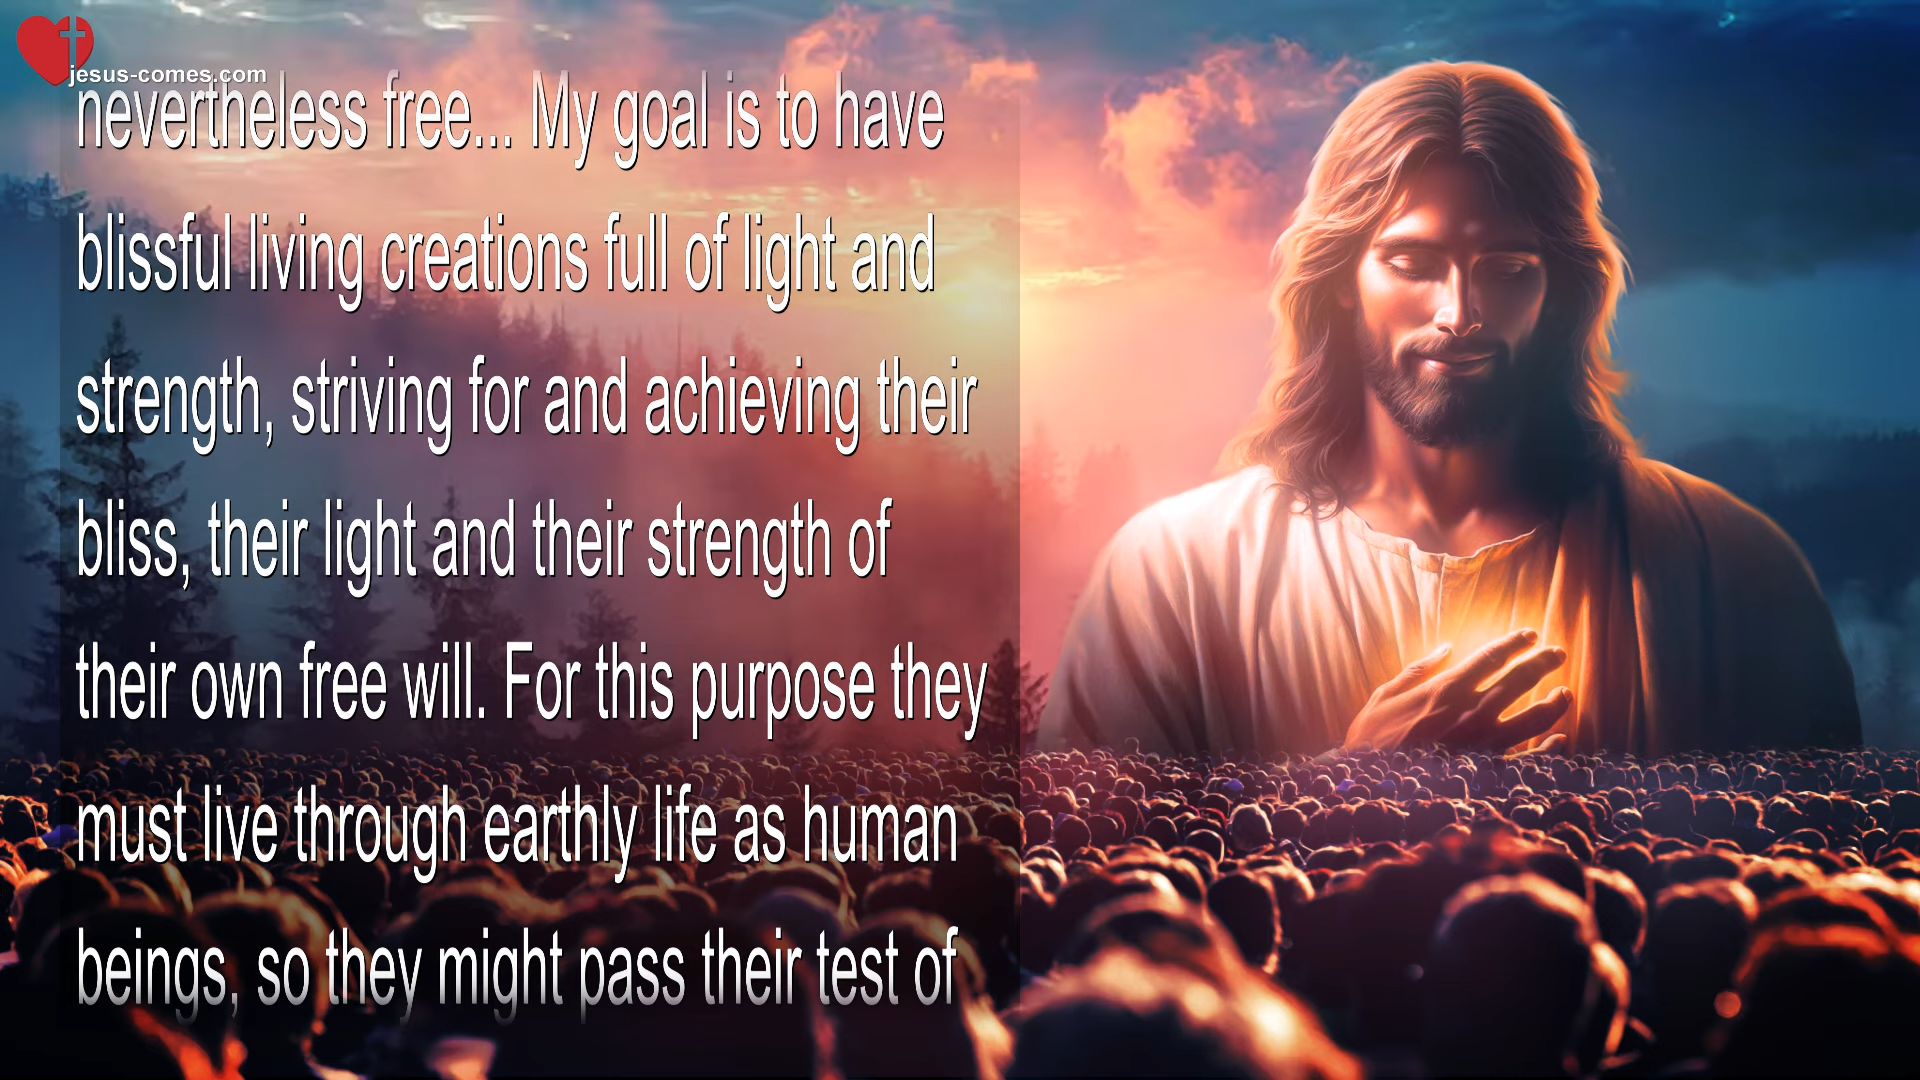 jesus-comes.com
nevertheless free... My goal is to have
blissful living creations full of light and
strength, striving for and achieving their
bliss, their light and their strength of
their own free will. For this purpose they
must live through earthly life as human
beings, so they might pass their test of